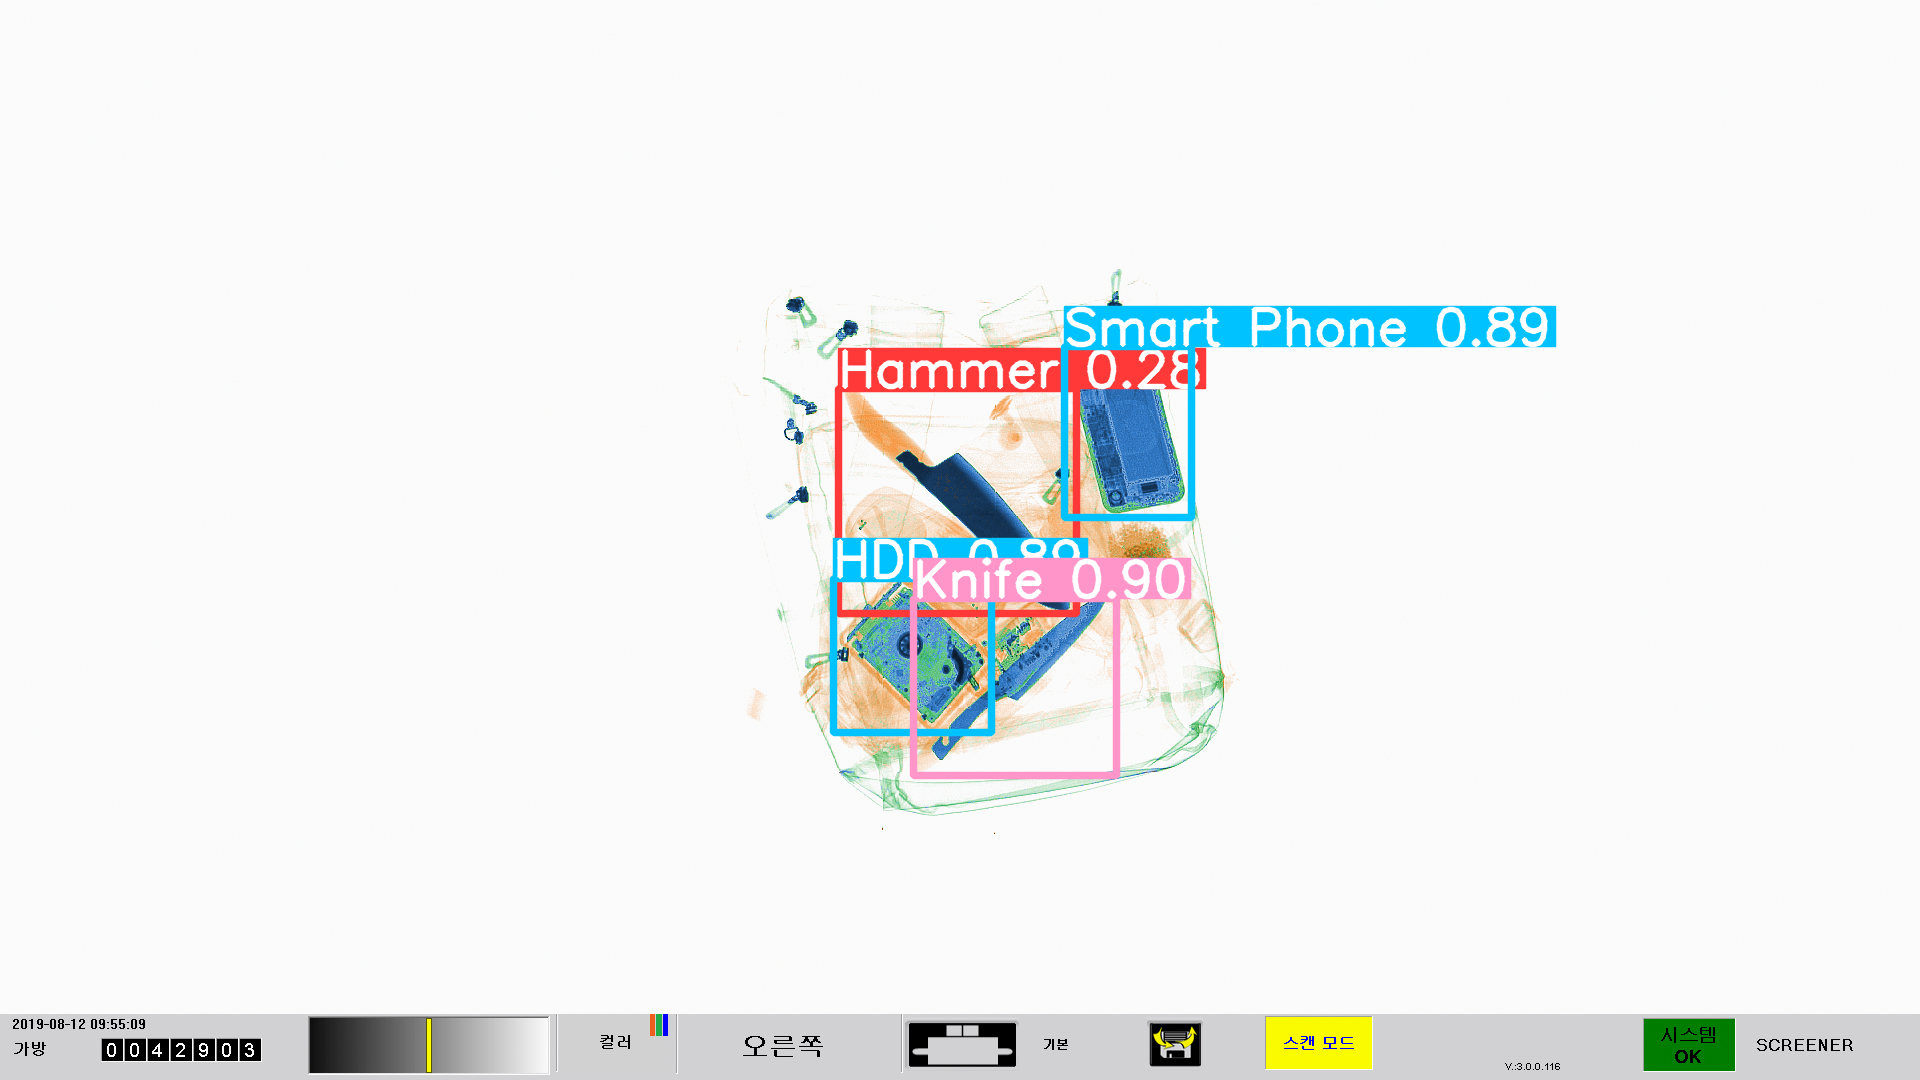 Smart Phone 0.89
Hammer 0.28
HDD 0.89
Knife 0.90
2019-08-12 09:55:09
가방 0042903
컬러
오른쪽
기본
스캔 모드
V.:3.0.0.116
시스템
OK
SCREENER